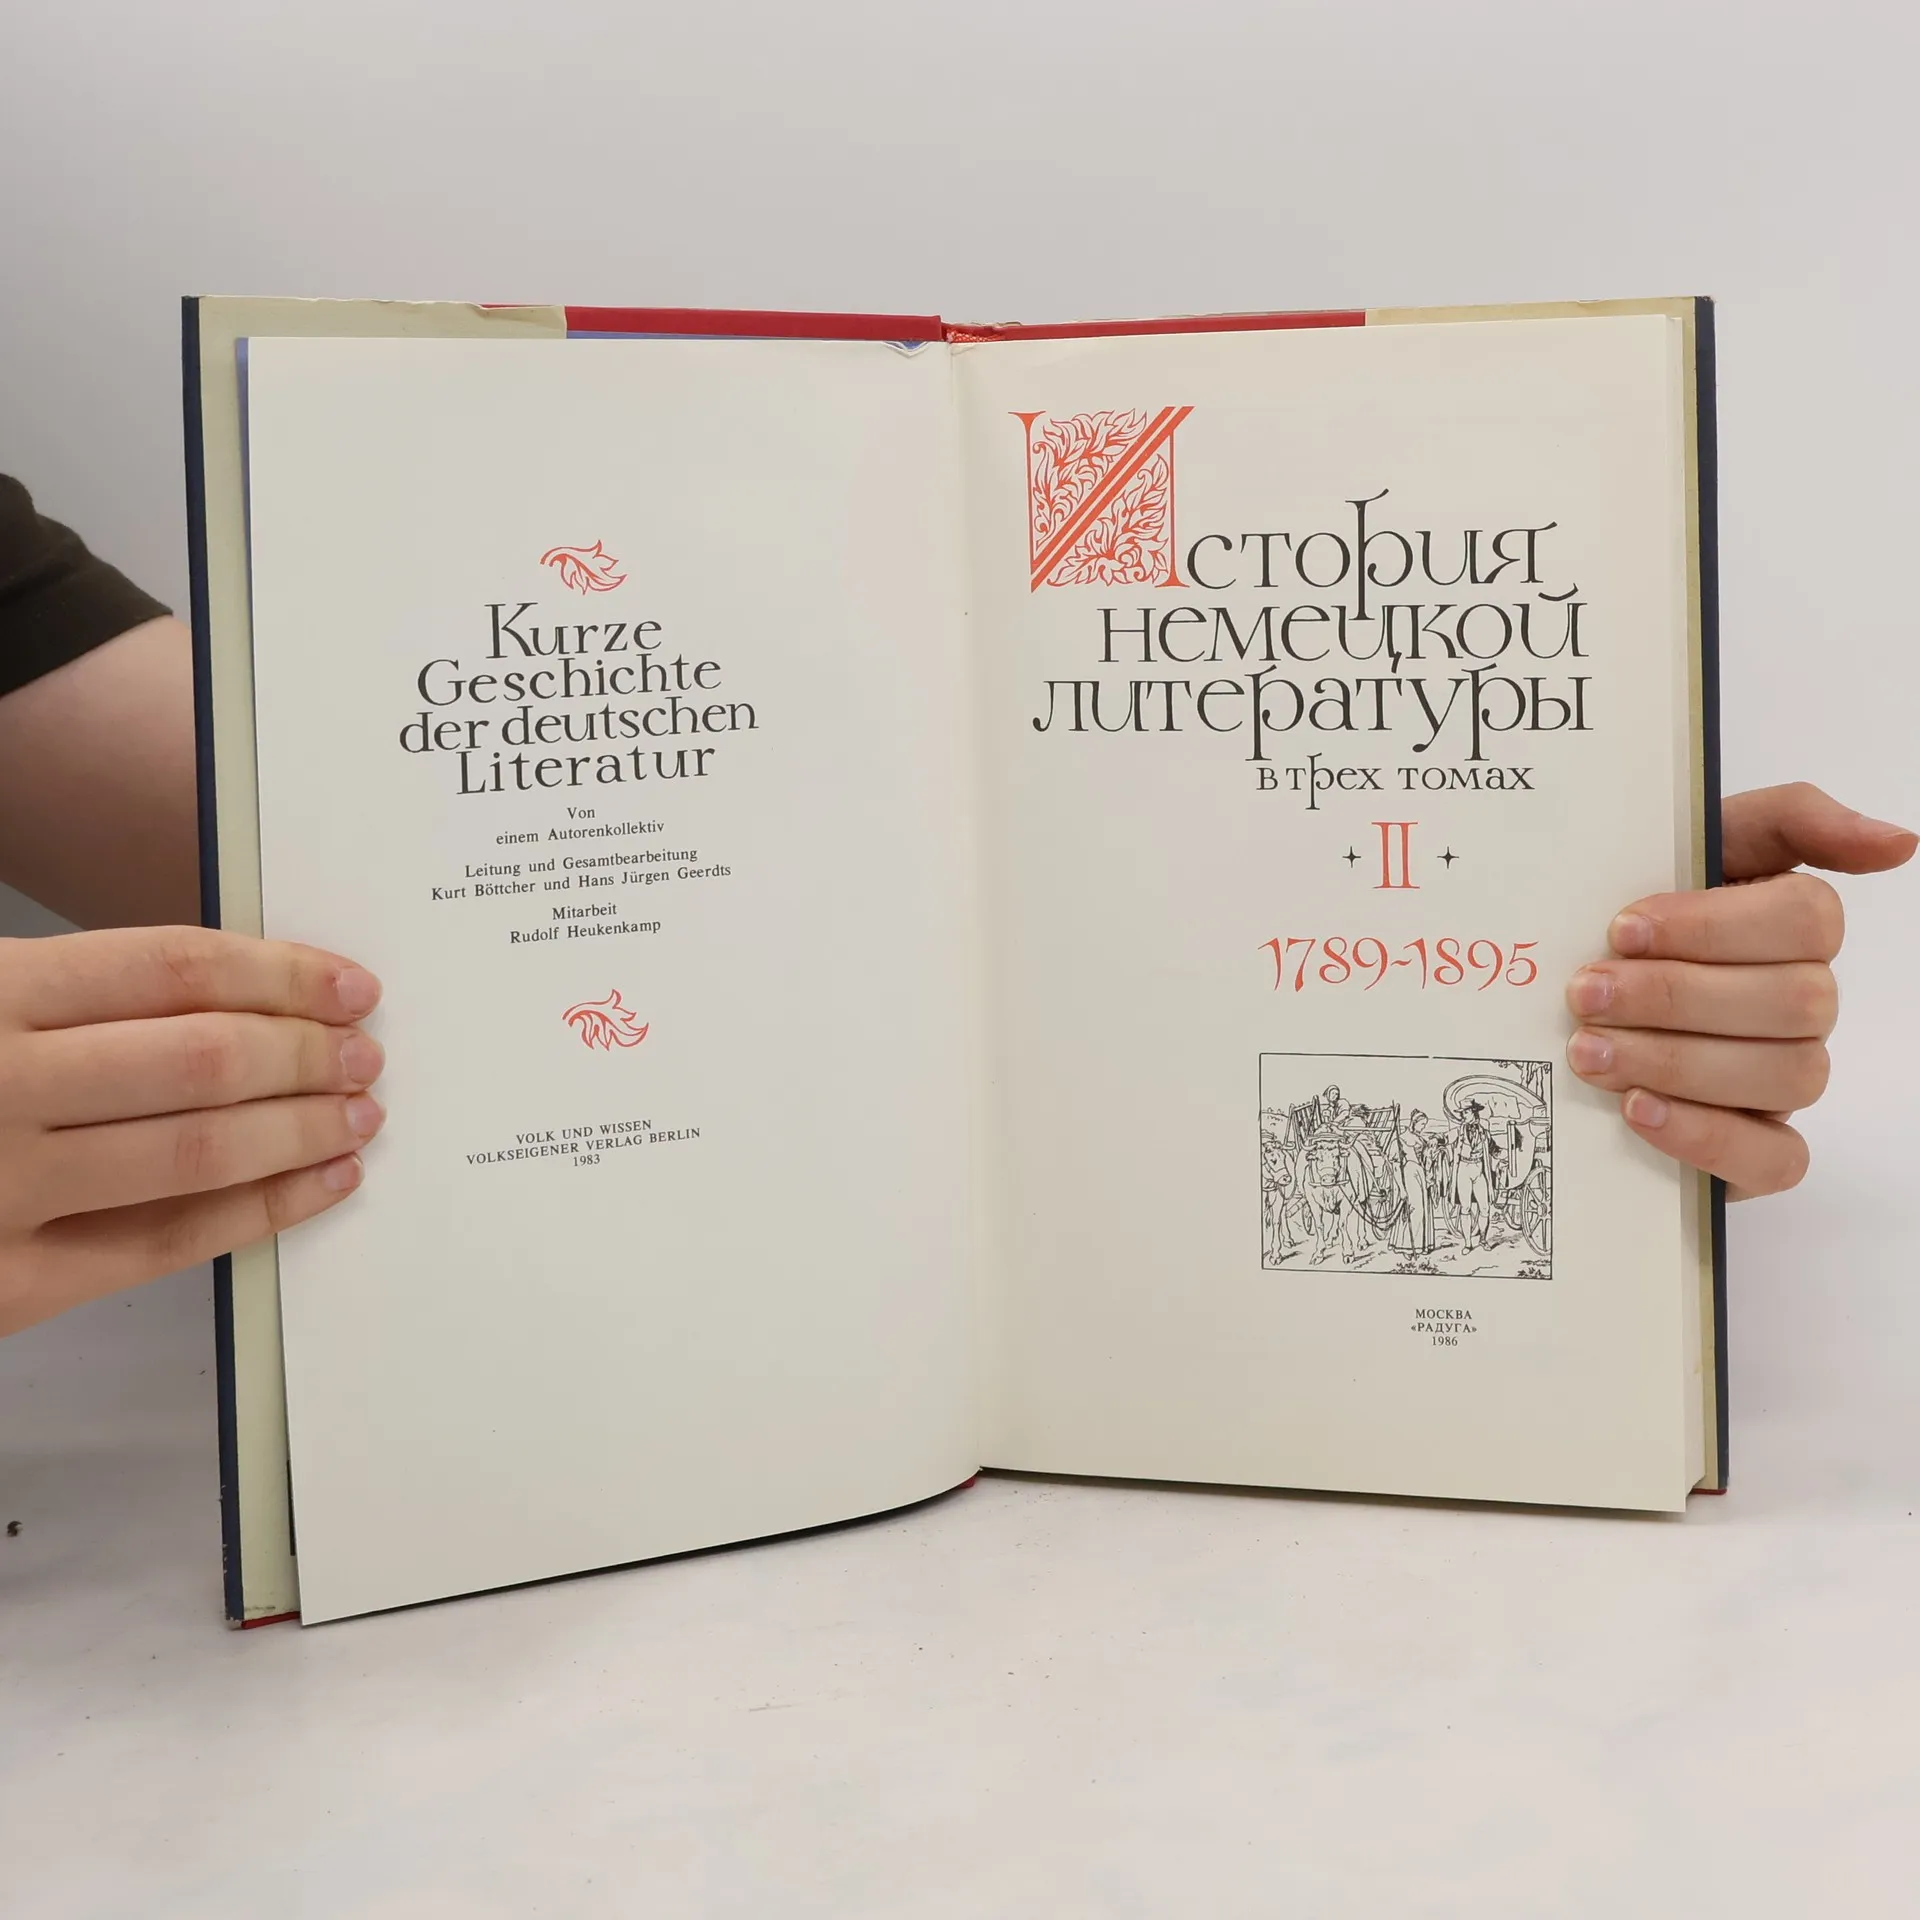 Kurze
Geschichte
der deutschen
Literatur
Von
einem Autorenkollektiv
Leitung und Gesamtbearbeitung
Kurt Böttcher und Hans Jürgen Geerdts
Mitarbeit
Rudolf Heukenkamp
VOLK UND WISSEN
VOLKSEIGENER VERLAG BERLIN
1983
История
немецкой
литературы
в трех томах
II
1789-1895
МОСКВА
«РАДУГА»
1986